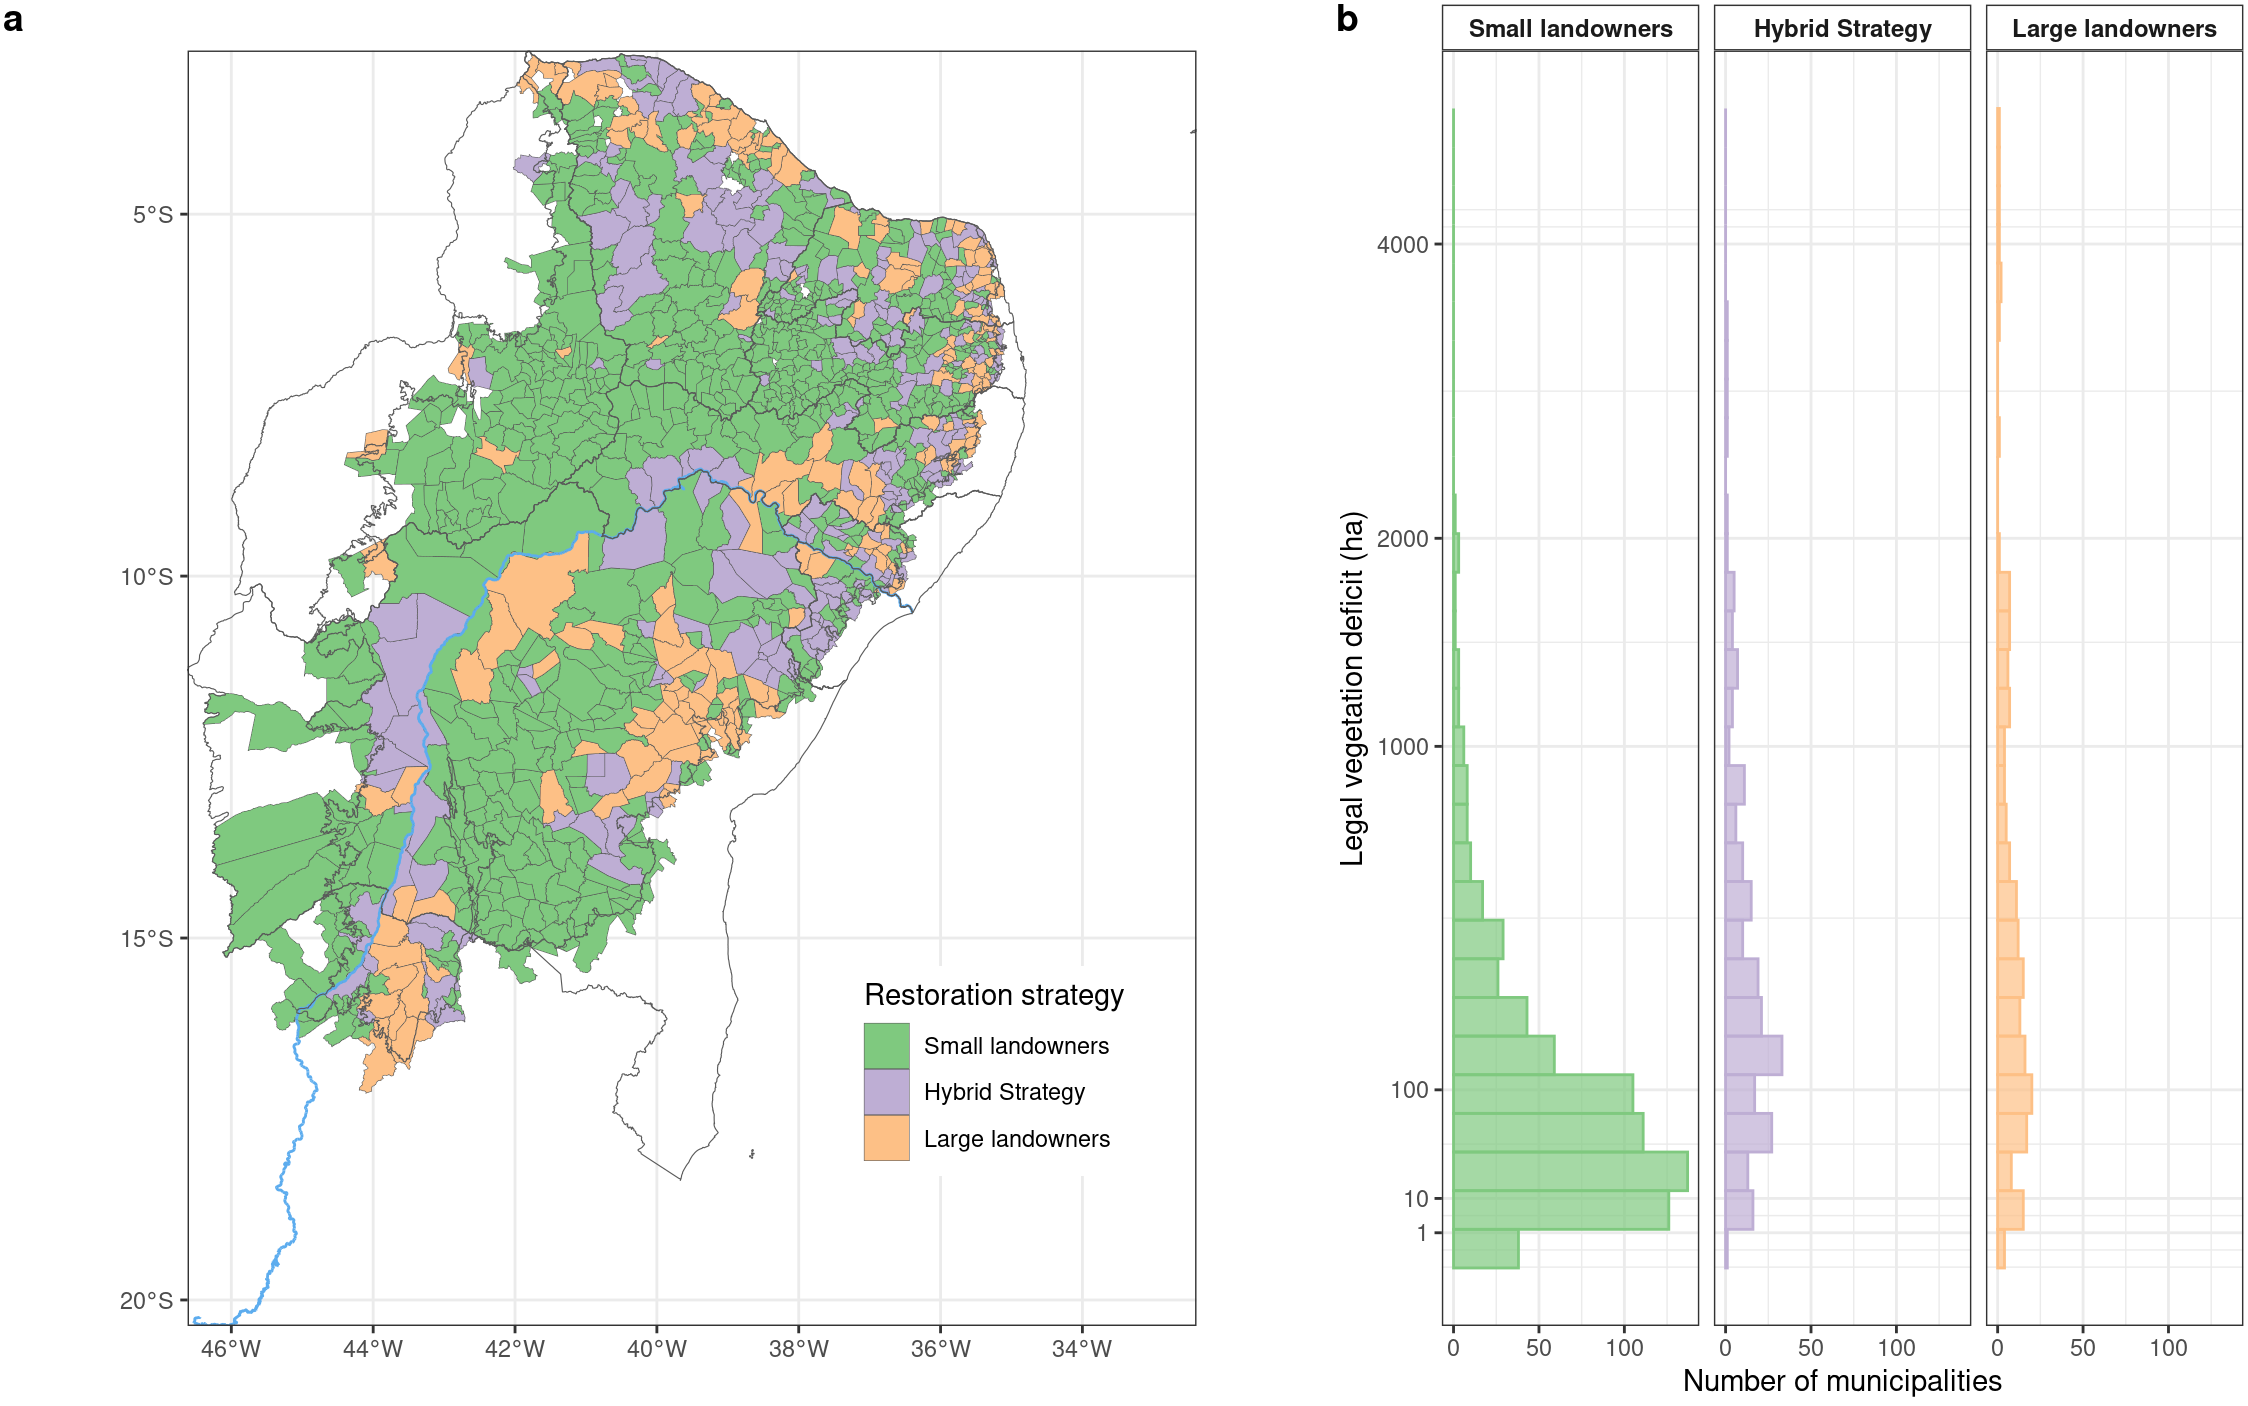 a
5°S
10°S
15°S
20°S
46°W 44°W 42°W 40°W 38°W 36°W 34°W
Restoration strategy
Small landowners
Hybrid Strategy
Large landowners
b
Small landowners Hybrid Strategy Large landowners
Legal vegetation deficit (ha)
4000
2000
1000
100
10
1
0 50 100 0 50 100 0 50 100
Number of municipalities